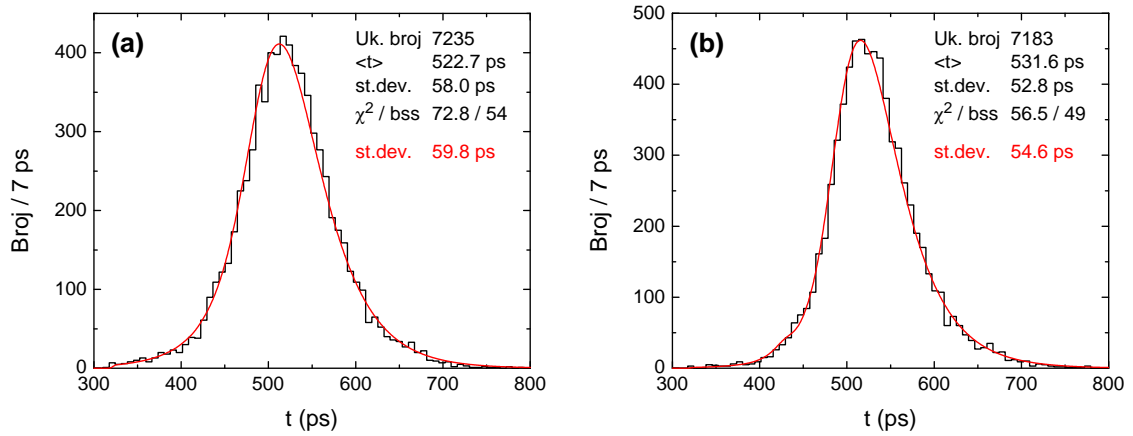 (a)
Uk. broj 7235
<t> 522.7 ps
st.dev. 58.0 ps
χ² / bss 72.8 / 54
st.dev. 59.8 ps
Broj / 7 ps
400
300
200
100
0
300 400 500 600 700 800
t (ps)
(b)
Uk. broj 7183
<t> 531.6 ps
st.dev. 52.8 ps
χ² / bss 56.5 / 49
st.dev. 54.6 ps
Broj / 7 ps
500
400
300
200
100
0
300 400 500 600 700 800
t (ps)